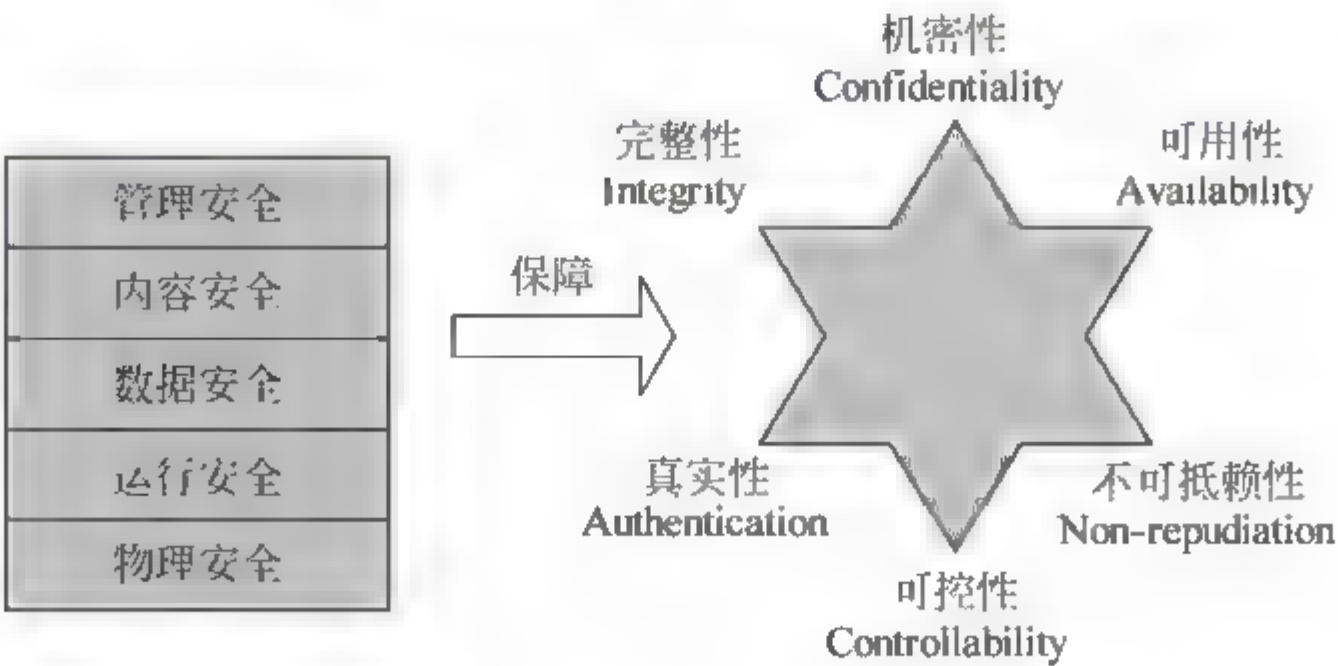 管理安全
内容安全
数据安全
运行安全
物理安全
保障
机密性
Confidentiality
完整性
Integrity
可用性
Availability
真实性
Authentication
不可抵赖性
Non-repudiation
可控性
Controllability